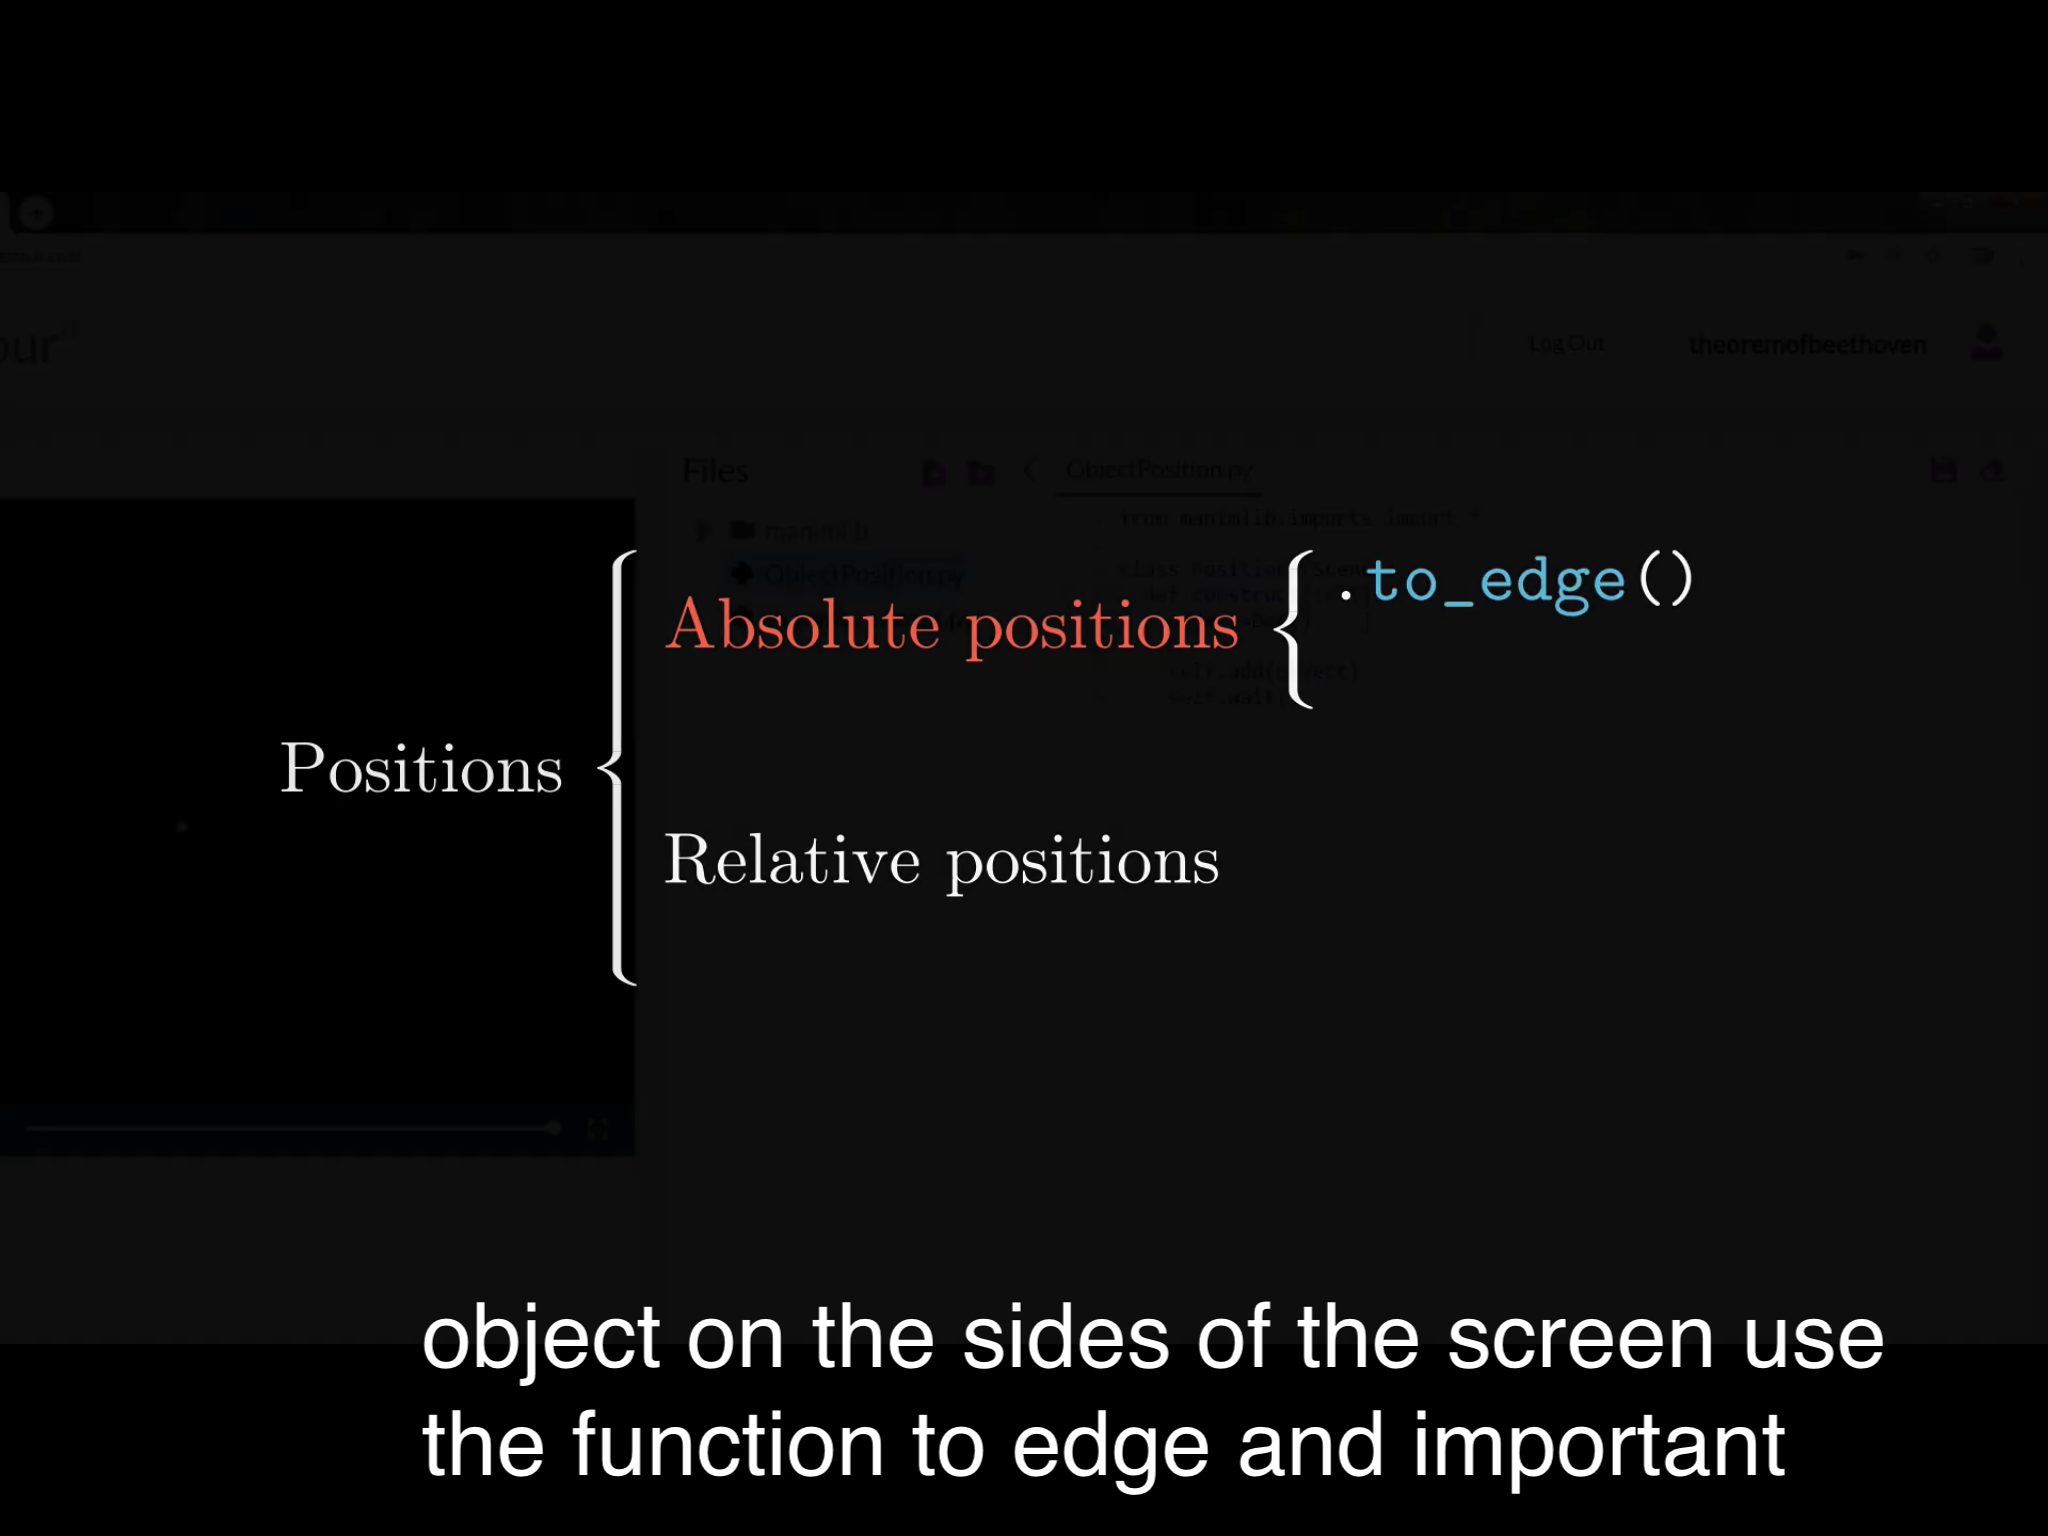 Log Out
theoremofbeethoven
Files
ObjectPosition.py
manimlib
from manimlib.imports import *
ObjectPosition.py
.to_edge()
Absolute positions
Positions
Relative positions
object on the sides of the screen use
the function to edge and important